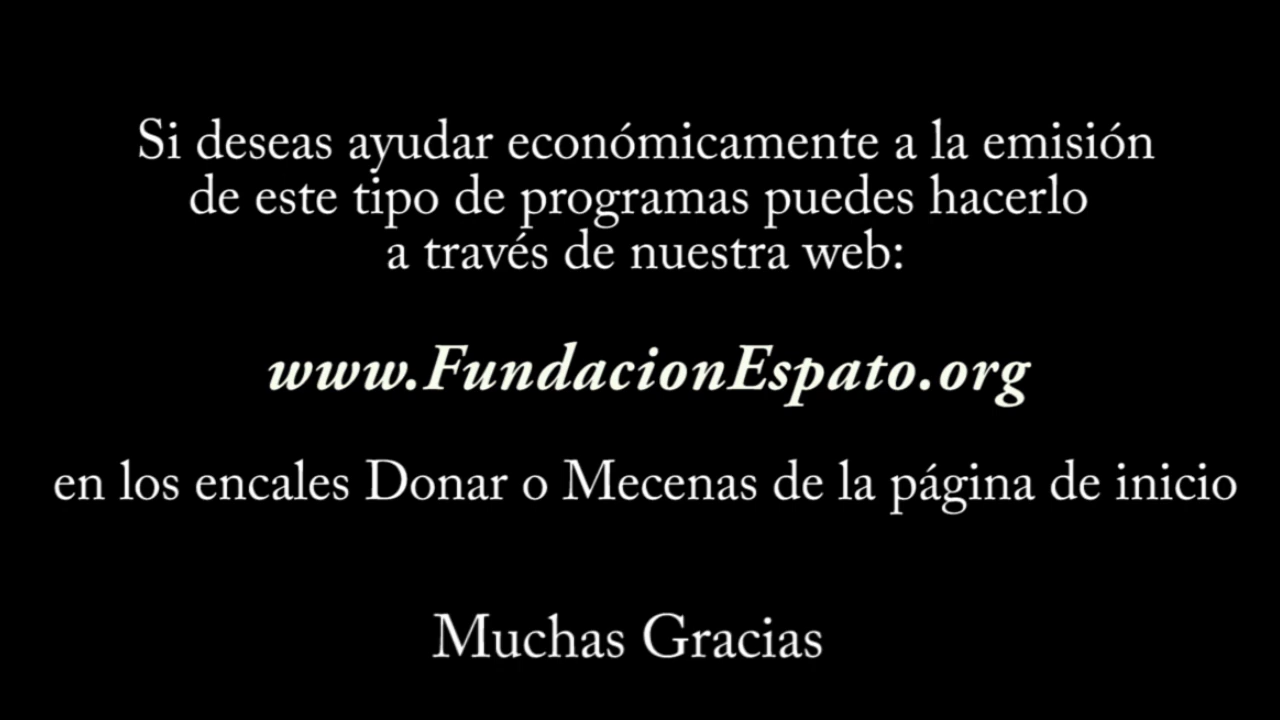 Si deseas ayudar económicamente a la emisión
de este tipo de programas puedes hacerlo
a través de nuestra web:
www.FundacionEspato.org
en los encales Donar o Mecenas de la página de inicio
Muchas Gracias